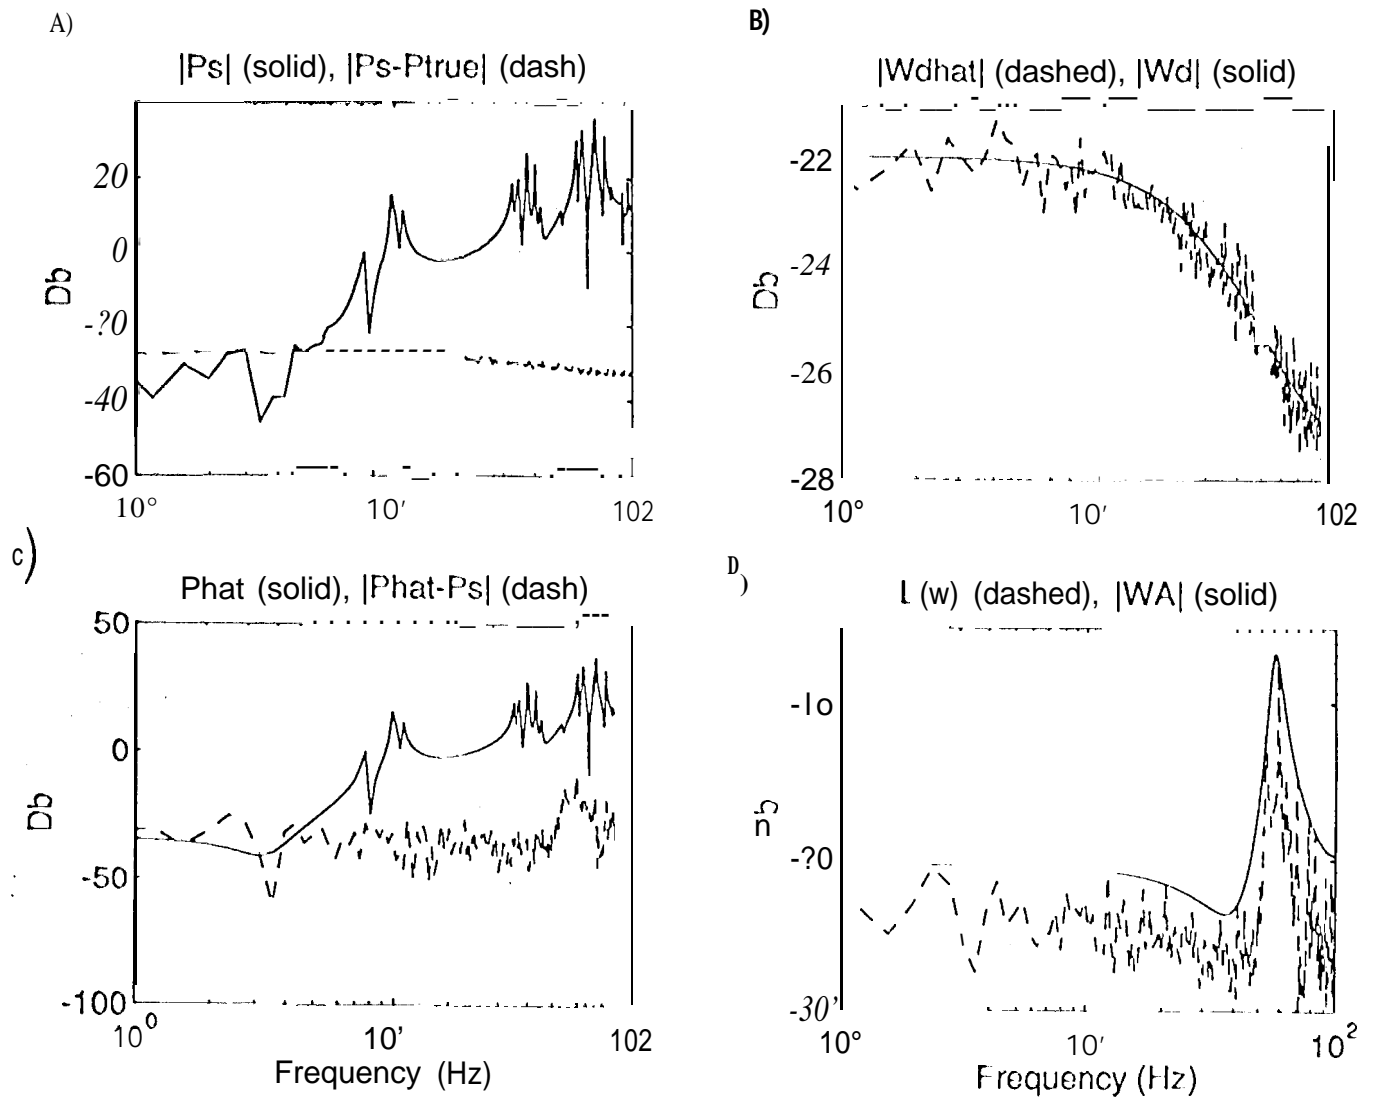 A)
|Ps| (solid), |Ps-Ptrue| (dash)
20
0
-?0
-40
-60
Db
10° 10' 102
B)
|Wdhat| (dashed), |Wd| (solid)
-22
-24
-26
-28
Db
10° 10' 102
c)
Phat (solid), |Phat-Ps| (dash)
50
0
-50
-100
Db
10⁰ 10' 102
Frequency (Hz)
D)
l (w) (dashed), |WA| (solid)
-1o
-?0
-30'
n b
10° 10' 10²
Frequency (Hz)